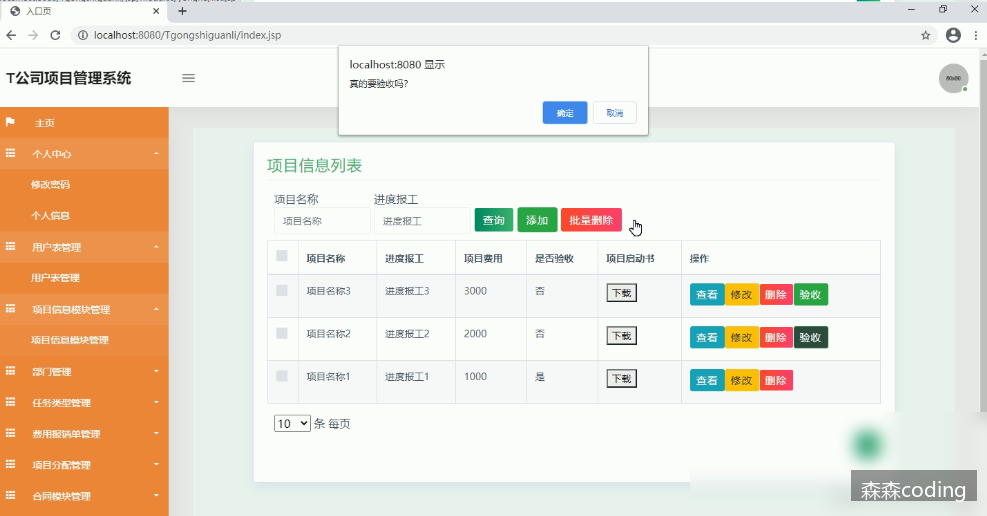 入口页
localhost:8080/Tgongshiguanli/index.jsp
T公司项目管理系统
localhost:8080 显示
真的要验收吗?
确定 取消
80x80
主页
个人中心
修改密码
个人信息
用户表管理
用户表管理
项目信息模块管理
项目信息模块管理
部门管理
任务类型管理
费用报销单管理
项目分配管理
合同模块管理
项目信息列表
项目名称 进度报工
项目名称 进度报工 查询 添加 批量删除
项目名称 进度报工 项目费用 是否验收 项目启动书 操作
项目名称3 进度报工3 3000 否 下载 查看 修改 删除 验收
项目名称2 进度报工2 2000 否 下载 查看 修改 删除 验收
项目名称1 进度报工1 1000 是 下载 查看 修改 删除
10 条 每页
森森coding